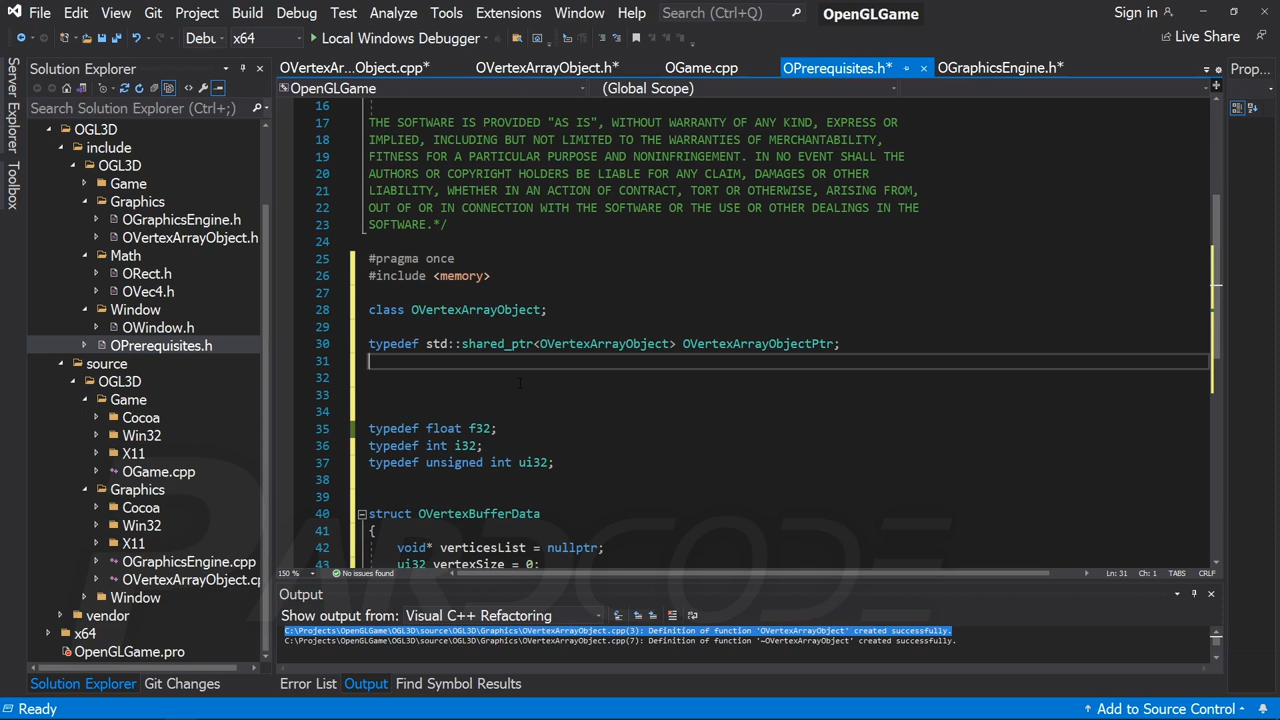 File Edit View Git Project Build Debug Test Analyze Tools Extensions Window Help Search (Ctrl+Q) OpenGLGame Sign in
Debu x64 Local Windows Debugger Live Share
Server Explorer
Toolbox
Solution Explorer
Search Solution Explorer (Ctrl+;)
OGL3D
include
OGL3D
Game
Graphics
OGraphicsEngine.h
OVertexArrayObject.h
Math
ORect.h
OVec4.h
Window
OWindow.h
OPrerequisites.h
source
OGL3D
Game
Cocoa
Win32
X11
OGame.cpp
Graphics
Cocoa
Win32
X11
OGraphicsEngine.cpp
OVertexArrayObject.c
Window
vendor
x64
OpenGLGame.pro
Solution Explorer Git Changes
OVertexAr...Object.cpp* OVertexArrayObject.h* OGame.cpp OPrerequisites.h* OGraphicsEngine.h*
OpenGLGame (Global Scope)
16
17 THE SOFTWARE IS PROVIDED "AS IS", WITHOUT WARRANTY OF ANY KIND, EXPRESS OR
18 IMPLIED, INCLUDING BUT NOT LIMITED TO THE WARRANTIES OF MERCHANTABILITY,
19 FITNESS FOR A PARTICULAR PURPOSE AND NONINFRINGEMENT. IN NO EVENT SHALL THE
20 AUTHORS OR COPYRIGHT HOLDERS BE LIABLE FOR ANY CLAIM, DAMAGES OR OTHER
21 LIABILITY, WHETHER IN AN ACTION OF CONTRACT, TORT OR OTHERWISE, ARISING FROM,
22 OUT OF OR IN CONNECTION WITH THE SOFTWARE OR THE USE OR OTHER DEALINGS IN THE
23 SOFTWARE.*/
24
25 #pragma once
26 #include <memory>
27
28 class OVertexArrayObject;
29
30 typedef std::shared_ptr<OVertexArrayObject> OVertexArrayObjectPtr;
31
32
33
34
35 typedef float f32;
36 typedef int i32;
37 typedef unsigned int ui32;
38
39
40 struct OVertexBufferData
41 {
42 void* verticesList = nullptr;
43 ui32 vertexSize = 0;
150 % No issues found Ln: 31 Ch: 1 TABS CRLF
PARDCODE
Output
Show output from: Visual C++ Refactoring
C:\Projects\OpenGLGame\OGL3D\source\OGL3D\Graphics\OVertexArrayObject.cpp(3): Definition of function 'OVertexArrayObject' created successfully.
C:\Projects\OpenGLGame\OGL3D\source\OGL3D\Graphics\OVertexArrayObject.cpp(7): Definition of function '~OVertexArrayObject' created successfully.
Error List Output Find Symbol Results
Prop...
Ready Add to Source Control